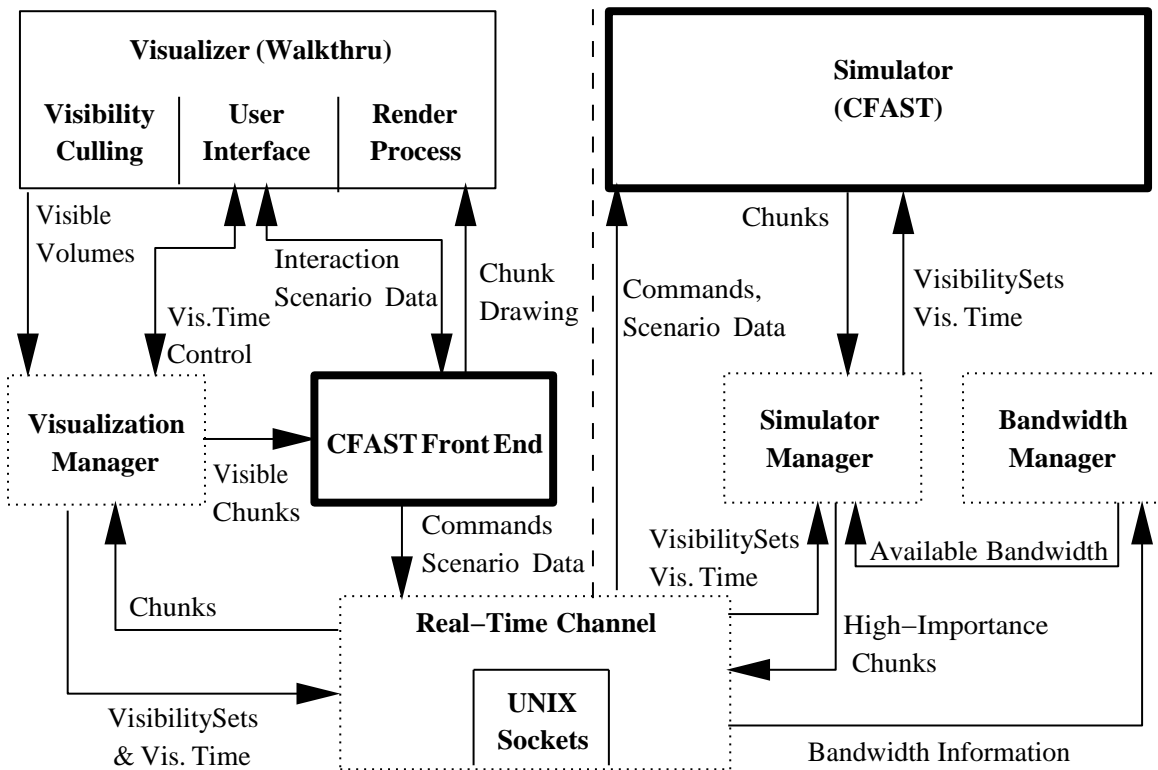 Visualizer (Walkthru)
Visibility
Culling
User
Interface
Render
Process
Simulator
(CFAST)
Visible
Volumes
Interaction
Scenario Data
Chunk
Drawing
Vis.Time
Control
Commands,
Scenario Data
Chunks
VisibilitySets
Vis. Time
Visualization
Manager
Visible
Chunks
CFAST Front End
Simulator
Manager
Bandwidth
Manager
Commands
Scenario Data
VisibilitySets
Vis. Time
Available Bandwidth
Chunks
Real–Time Channel
High–Importance
Chunks
UNIX
Sockets
VisibilitySets
& Vis. Time
Bandwidth Information